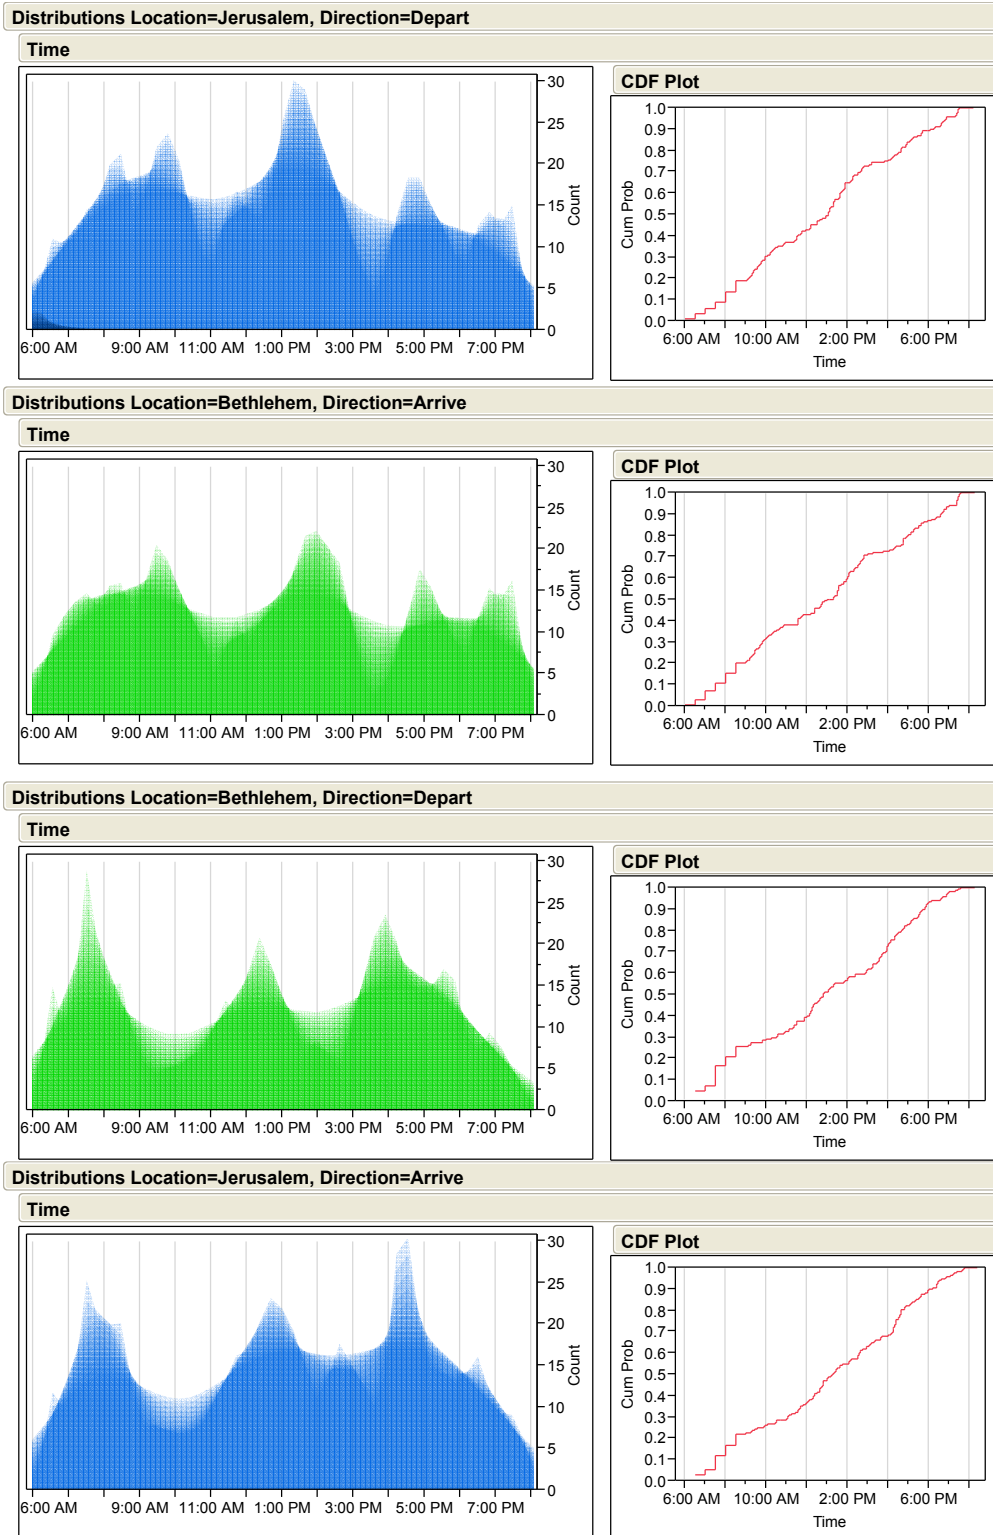 Distributions Location=Jerusalem, Direction=Depart
Time
30
25
20
15
10
5
0
Count
6:00 AM 9:00 AM 11:00 AM 1:00 PM 3:00 PM 5:00 PM 7:00 PM
CDF Plot
1.0
0.9
0.8
0.7
0.6
0.5
0.4
0.3
0.2
0.1
0.0
Cum Prob
6:00 AM 10:00 AM 2:00 PM 6:00 PM
Time
Distributions Location=Bethlehem, Direction=Arrive
Time
30
25
20
15
10
5
0
Count
6:00 AM 9:00 AM 11:00 AM 1:00 PM 3:00 PM 5:00 PM 7:00 PM
CDF Plot
1.0
0.9
0.8
0.7
0.6
0.5
0.4
0.3
0.2
0.1
0.0
Cum Prob
6:00 AM 10:00 AM 2:00 PM 6:00 PM
Time
Distributions Location=Bethlehem, Direction=Depart
Time
30
25
20
15
10
5
0
Count
6:00 AM 9:00 AM 11:00 AM 1:00 PM 3:00 PM 5:00 PM 7:00 PM
CDF Plot
1.0
0.9
0.8
0.7
0.6
0.5
0.4
0.3
0.2
0.1
0.0
Cum Prob
6:00 AM 10:00 AM 2:00 PM 6:00 PM
Time
Distributions Location=Jerusalem, Direction=Arrive
Time
30
25
20
15
10
5
0
Count
6:00 AM 9:00 AM 11:00 AM 1:00 PM 3:00 PM 5:00 PM 7:00 PM
CDF Plot
1.0
0.9
0.8
0.7
0.6
0.5
0.4
0.3
0.2
0.1
0.0
Cum Prob
6:00 AM 10:00 AM 2:00 PM 6:00 PM
Time